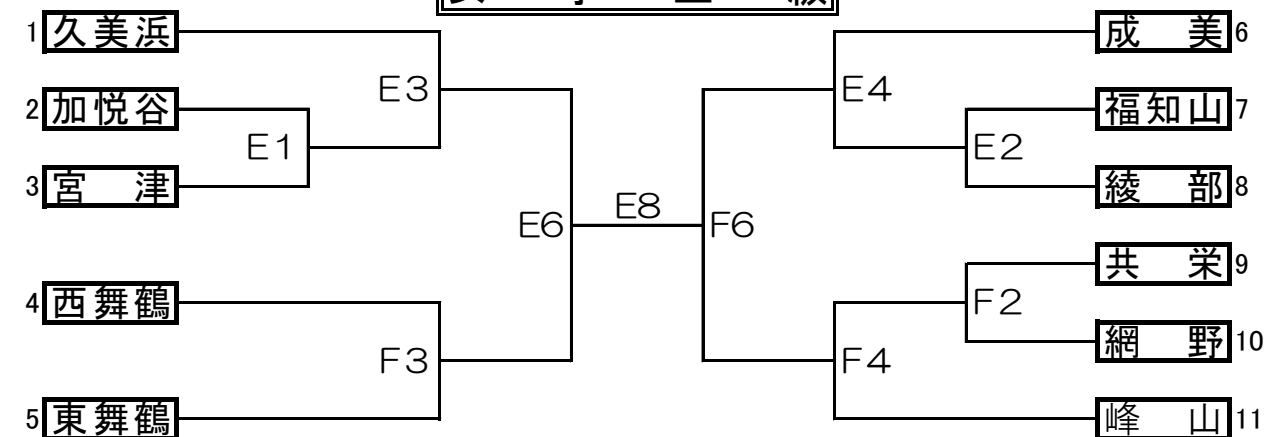 1 久美浜
2 加悦谷
3 宮 津
4 西舞鶴
5 東舞鶴
E1
E3
F3
E6
E8
F6
E4
E2
F2
F4
成 美 6
福知山 7
綾 部 8
共 栄 9
網 野 10
峰 山 11